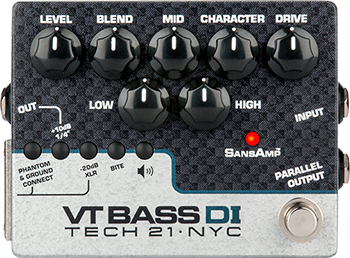 LEVEL BLEND MID CHARACTER DRIVE
LOW HIGH
OUT
+10dB
1/4"
INPUT
SANSAMP
PHANTOM
& GROUND
CONNECT
-20dB
XLR
BITE
PARALLEL
OUTPUT
VT BASS DI
TECH 21·NYC